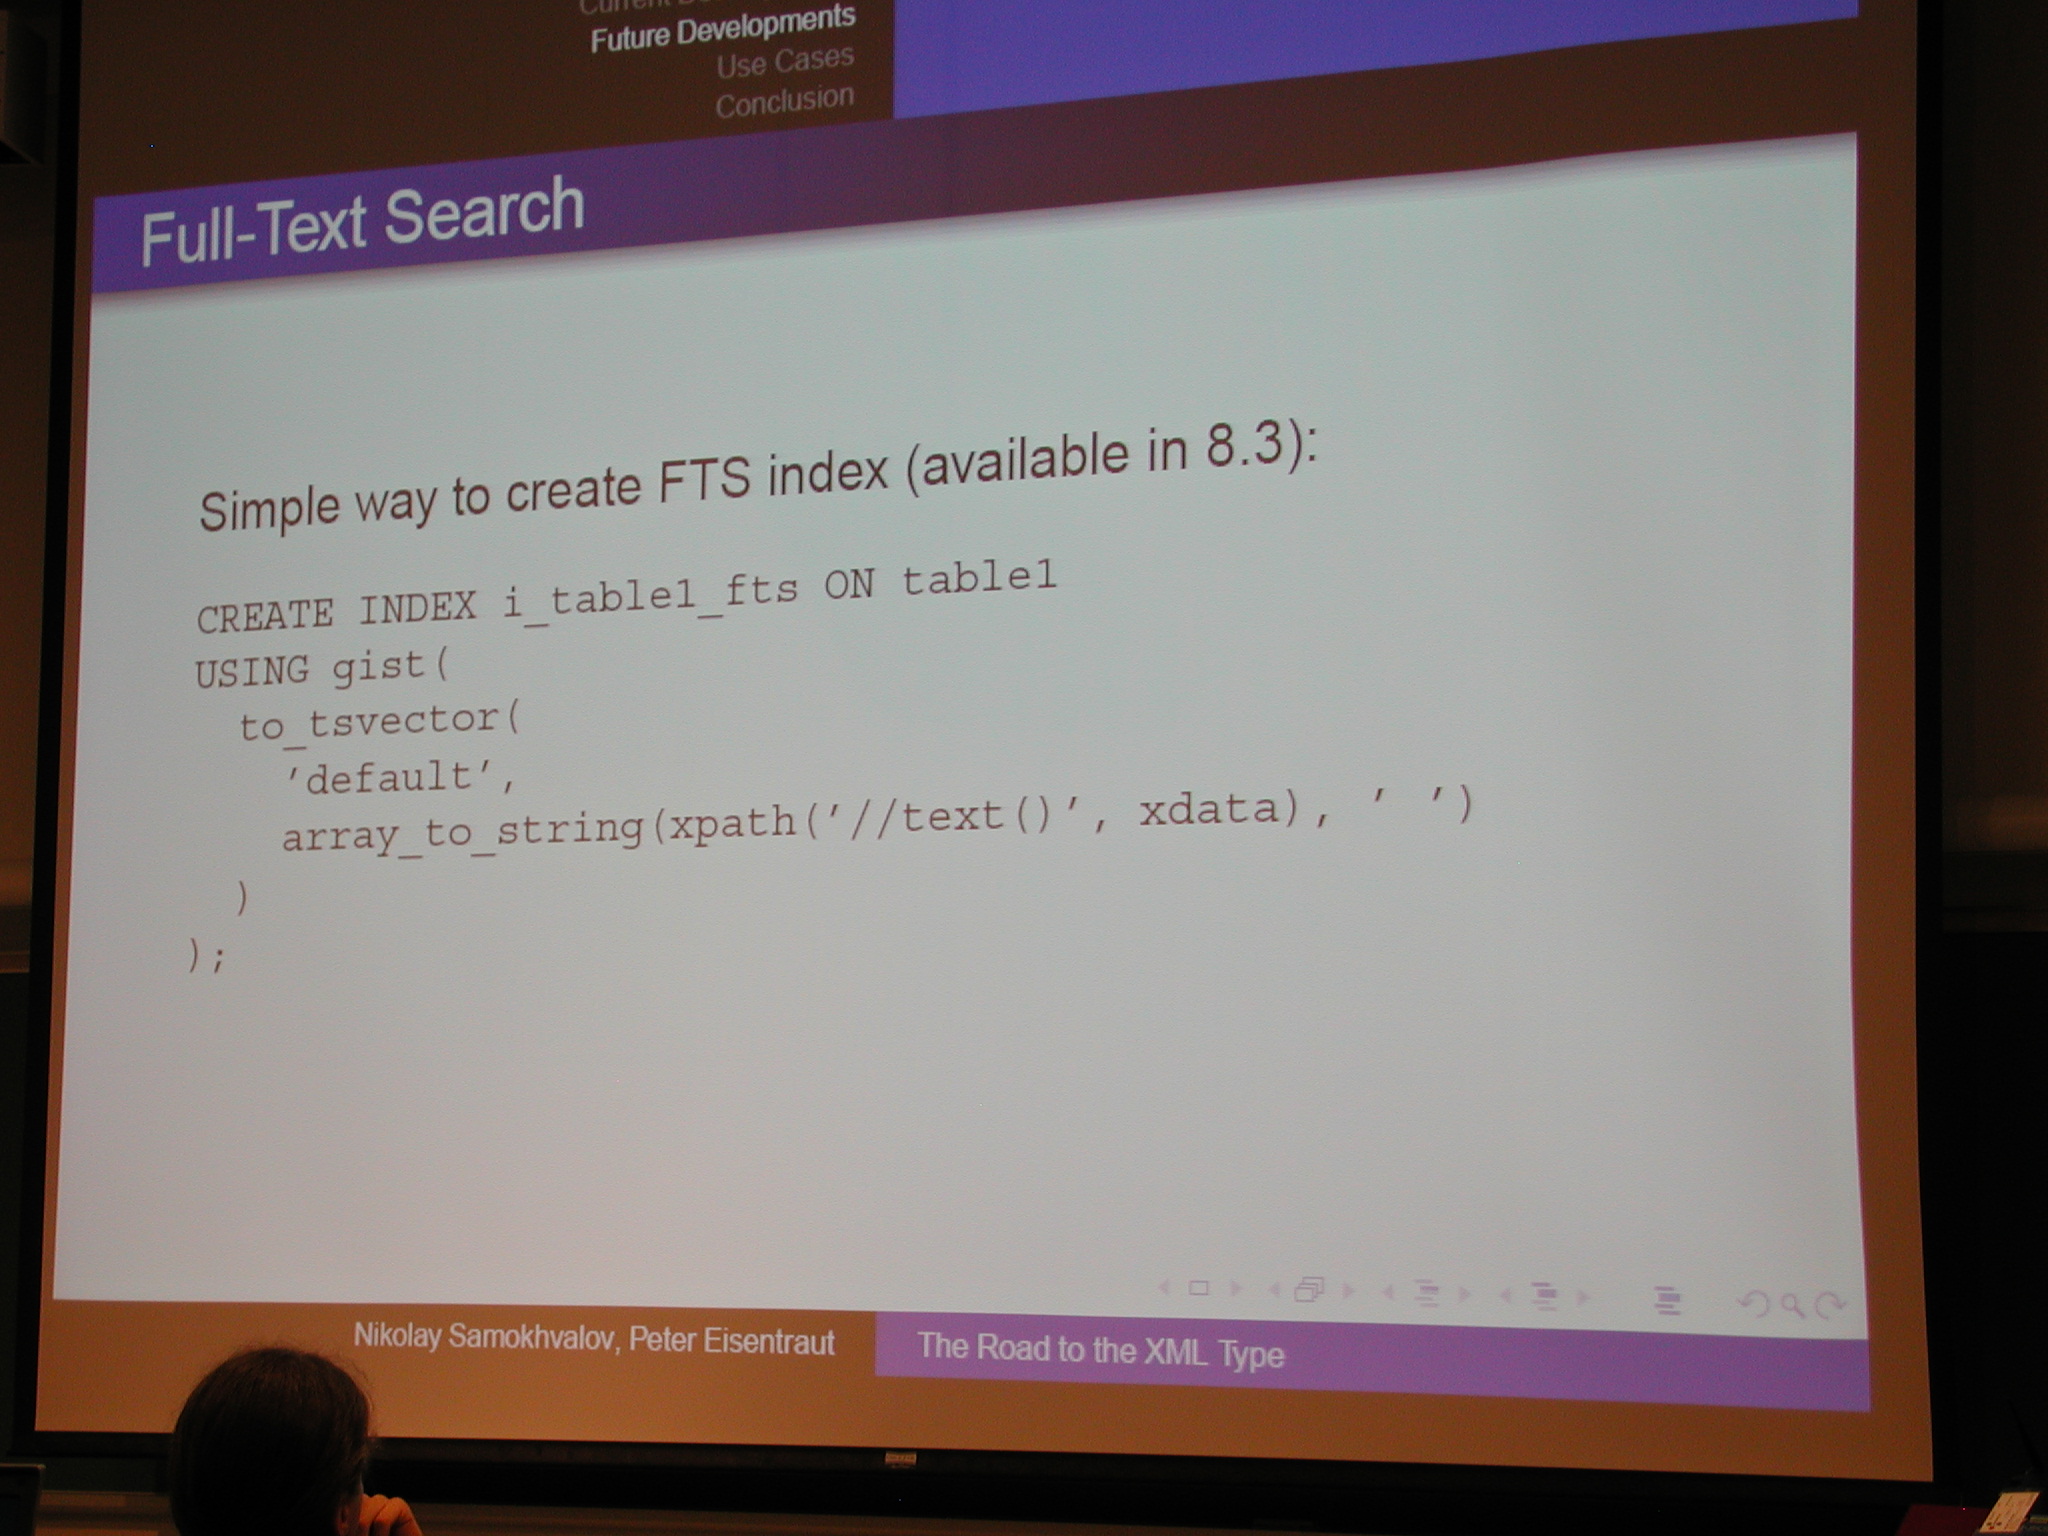 Current
Future Developments
Use Cases
Conclusion
Full-Text Search
Simple way to create FTS index (available in 8.3):
CREATE INDEX i_table1_fts ON table1
USING gist(
to_tsvector(
'default',
array_to_string(xpath('//text()', xdata), ' ')
)
);
Nikolay Samokhvalov, Peter Eisentraut
The Road to the XML Type